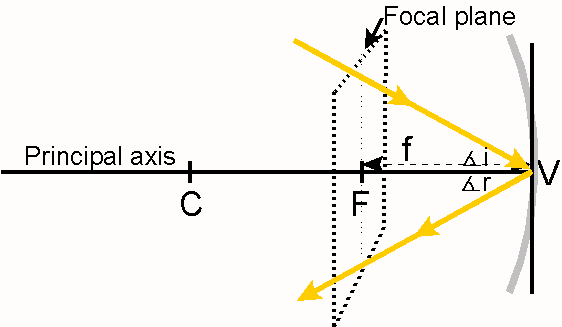 Focal plane
f
∡i
Principal axis
∡r
V
C
F